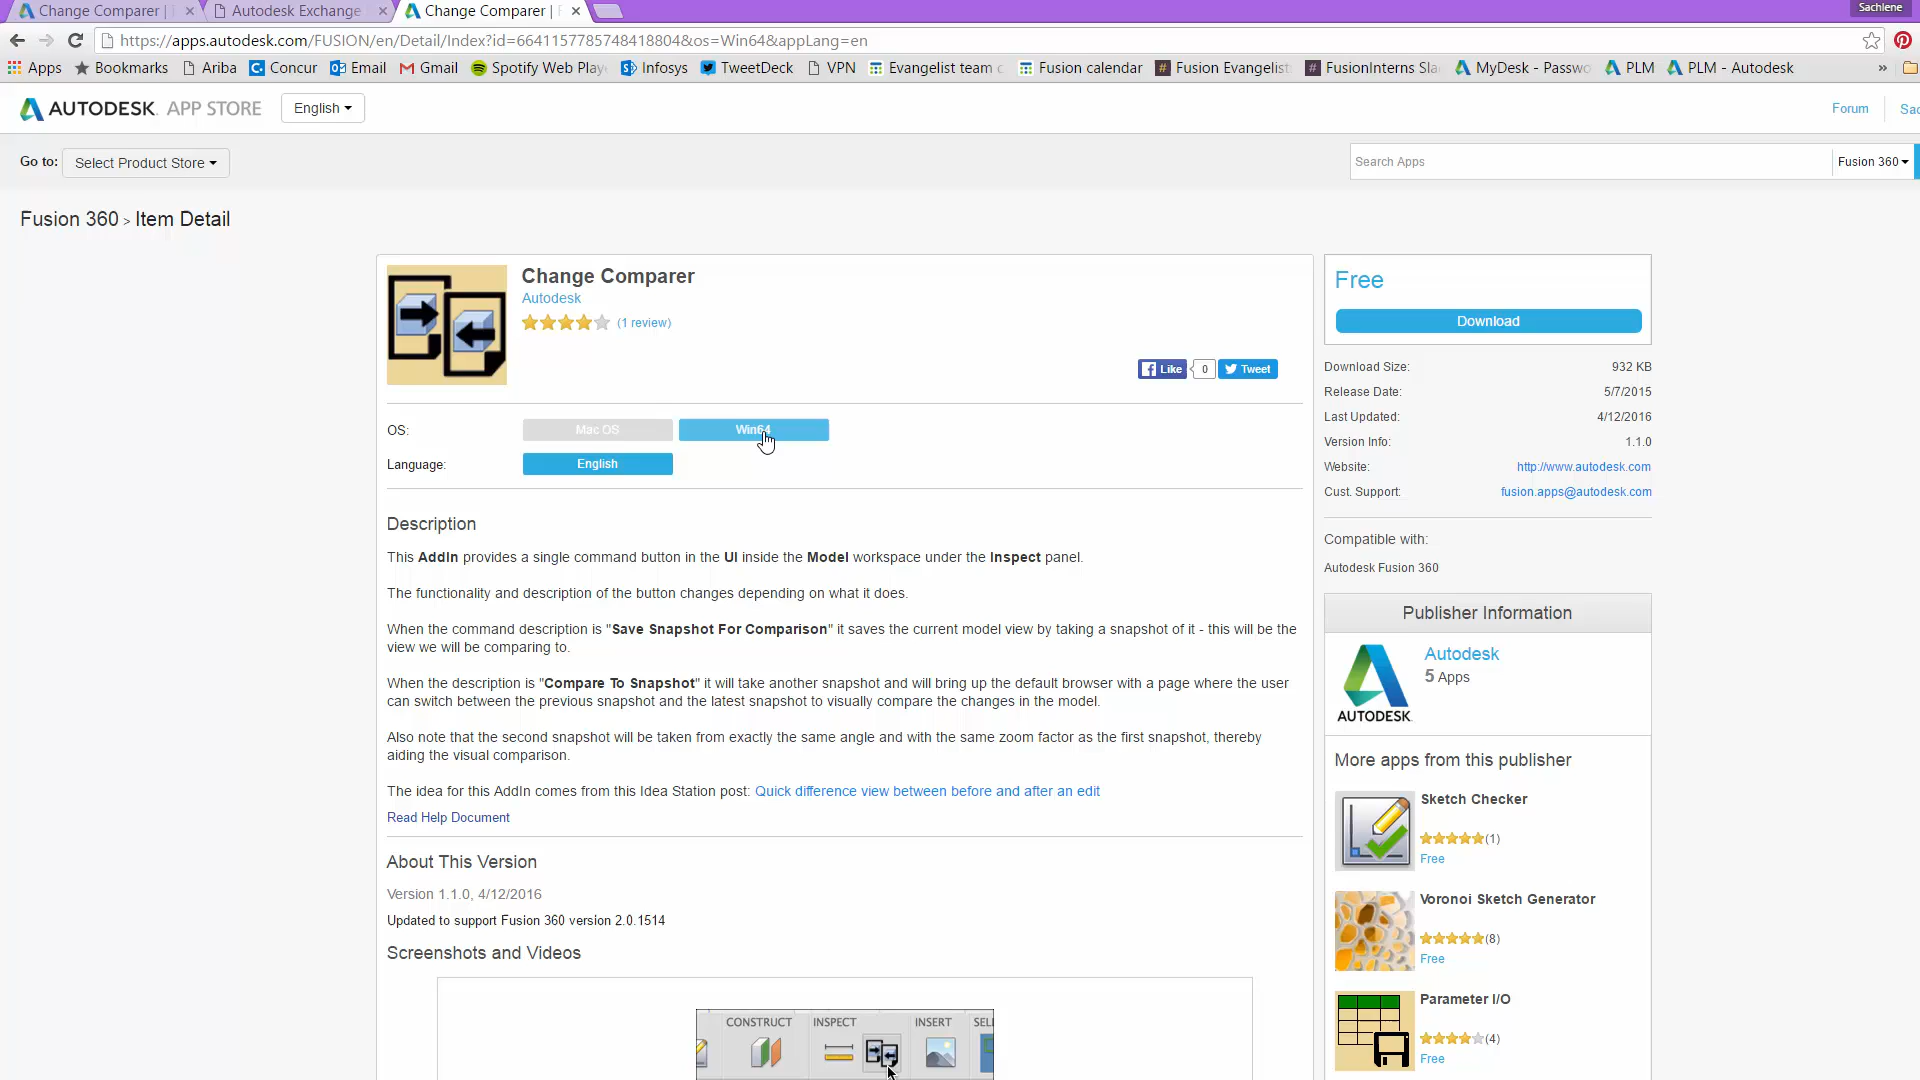 Change Comparer |
Autodesk Exchange
Change Comparer | F
Sachlene
https://apps.autodesk.com/FUSION/en/Detail/Index?id=6641157785748418804&os=Win64&appLang=en
Apps Bookmarks Ariba Concur Email Gmail Spotify Web Play Infosys TweetDeck VPN Evangelist team c Fusion calendar Fusion Evangelist FusionInterns Sla MyDesk - Passwo PLM PLM - Autodesk »
AUTODESK. APP STORE English Forum Sac
Go to: Select Product Store Search Apps Fusion 360
Fusion 360 > Item Detail
Change Comparer
Autodesk
(1 review)
Like 0 Tweet
OS: Mac OS Win64
Language: English
Description
This AddIn provides a single command button in the UI inside the Model workspace under the Inspect panel.
The functionality and description of the button changes depending on what it does.
When the command description is "Save Snapshot For Comparison" it saves the current model view by taking a snapshot of it - this will be the
view we will be comparing to.
When the description is "Compare To Snapshot" it will take another snapshot and will bring up the default browser with a page where the user
can switch between the previous snapshot and the latest snapshot to visually compare the changes in the model.
Also note that the second snapshot will be taken from exactly the same angle and with the same zoom factor as the first snapshot, thereby
aiding the visual comparison.
The idea for this AddIn comes from this Idea Station post: Quick difference view between before and after an edit
Read Help Document
About This Version
Version 1.1.0, 4/12/2016
Updated to support Fusion 360 version 2.0.1514
Screenshots and Videos
CONSTRUCT INSPECT INSERT SEL
Free
Download
Download Size: 932 KB
Release Date: 5/7/2015
Last Updated: 4/12/2016
Version Info: 1.1.0
Website: http://www.autodesk.com
Cust. Support: fusion.apps@autodesk.com
Compatible with:
Autodesk Fusion 360
Publisher Information
AUTODESK.
Autodesk
5 Apps
More apps from this publisher
Sketch Checker
(1)
Free
Voronoi Sketch Generator
(8)
Free
Parameter I/O
(4)
Free